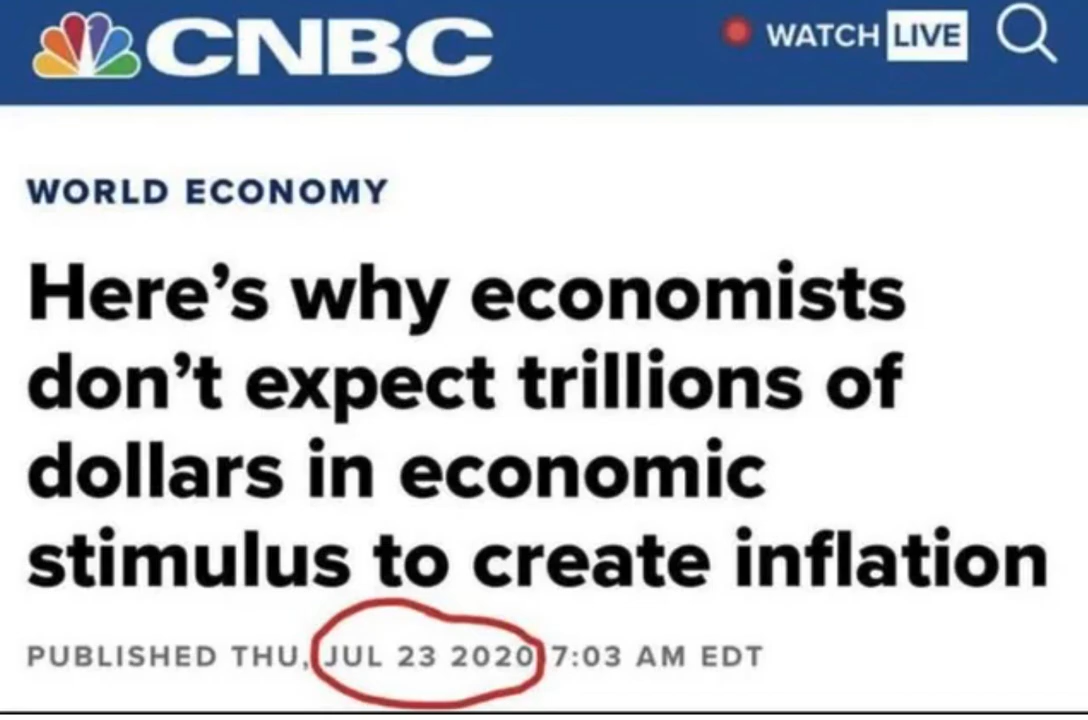 CNBC WATCH LIVE
WORLD ECONOMY
Here's why economists
don't expect trillions of
dollars in economic
stimulus to create inflation
PUBLISHED THU, JUL 23 2020 7:03 AM EDT